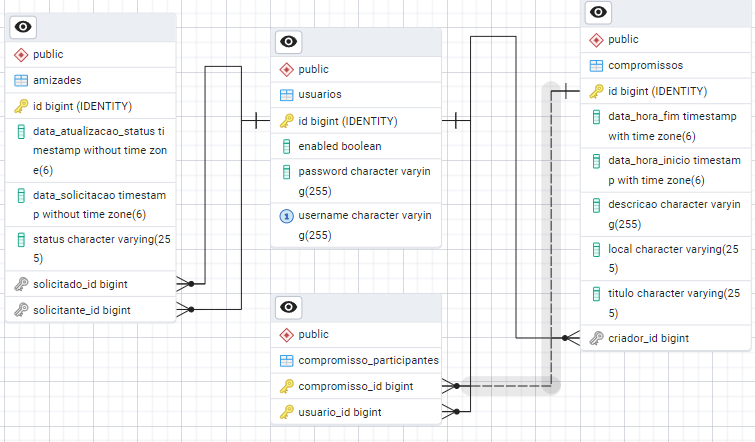 public
amizades
id bigint (IDENTITY)
data_atualizacao_status ti
mestamp without time zon
e(6)
data_solicitacao timestam
p without time zone(6)
status character varying(25
5)
solicitado_id bigint
solicitante_id bigint
public
usuarios
id bigint (IDENTITY)
enabled boolean
password character varyin
g(255)
1
username character varyin
g(255)
public
compromisso_participantes
compromisso_id bigint
usuario_id bigint
public
compromissos
id bigint (IDENTITY)
data_hora_fim timestamp
with time zone(6)
data_hora_inicio timestam
p with time zone(6)
descricao character varyin
g(255)
local character varying(25
5)
titulo character varying(25
5)
criador_id bigint